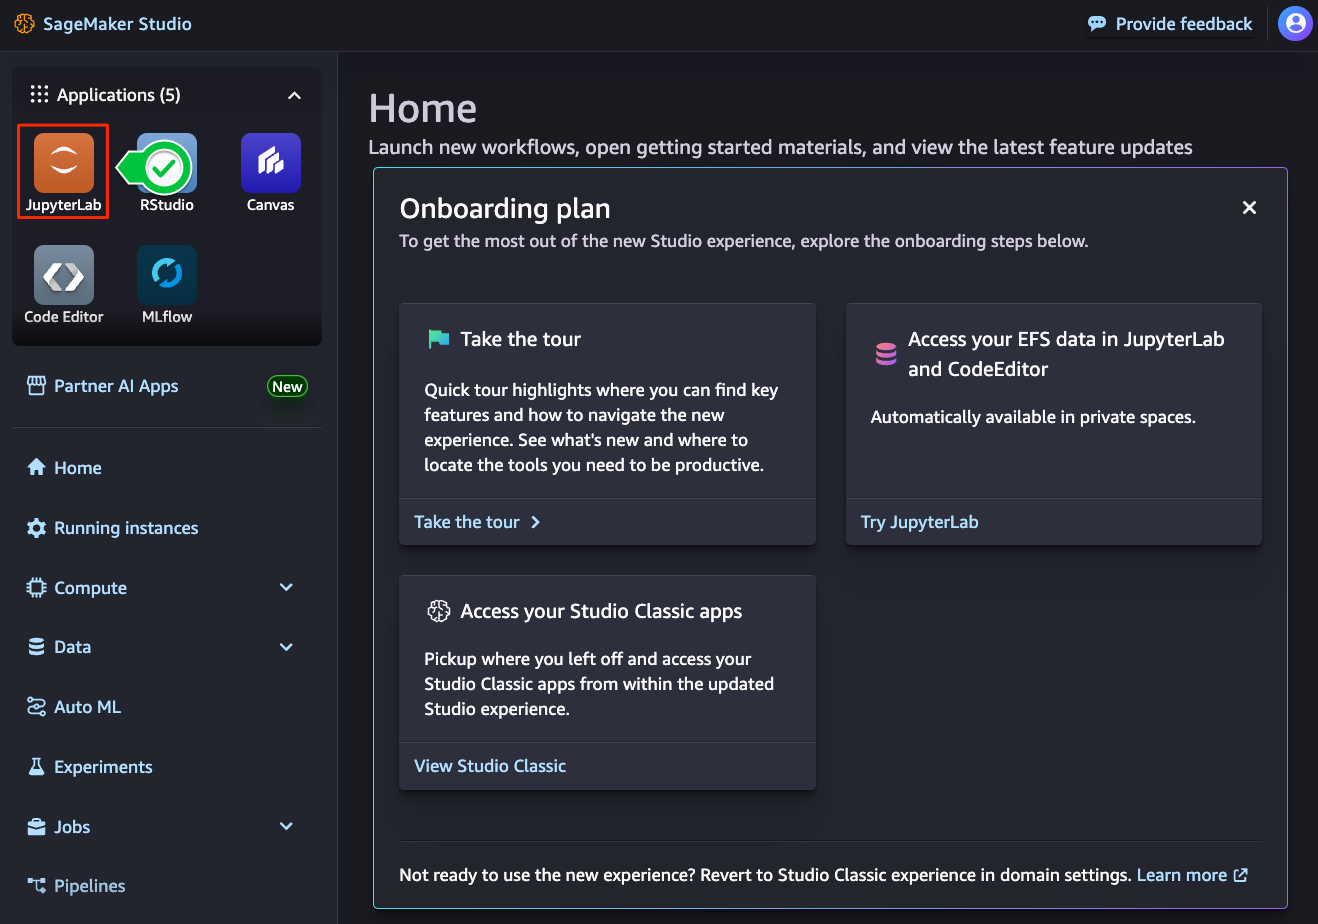 SageMaker Studio
Provide feedback
Applications (5)
JupyterLab
RStudio
Canvas
Code Editor
MLflow
Partner AI Apps
New
Home
Running instances
Compute
Data
Auto ML
Experiments
Jobs
Pipelines
Home
Launch new workflows, open getting started materials, and view the latest feature updates
Onboarding plan
To get the most out of the new Studio experience, explore the onboarding steps below.
Take the tour
Quick tour highlights where you can find key
features and how to navigate the new
experience. See what's new and where to
locate the tools you need to be productive.
Take the tour
Access your EFS data in JupyterLab
and CodeEditor
Automatically available in private spaces.
Try JupyterLab
Access your Studio Classic apps
Pickup where you left off and access your
Studio Classic apps from within the updated
Studio experience.
View Studio Classic
Not ready to use the new experience? Revert to Studio Classic experience in domain settings. Learn more